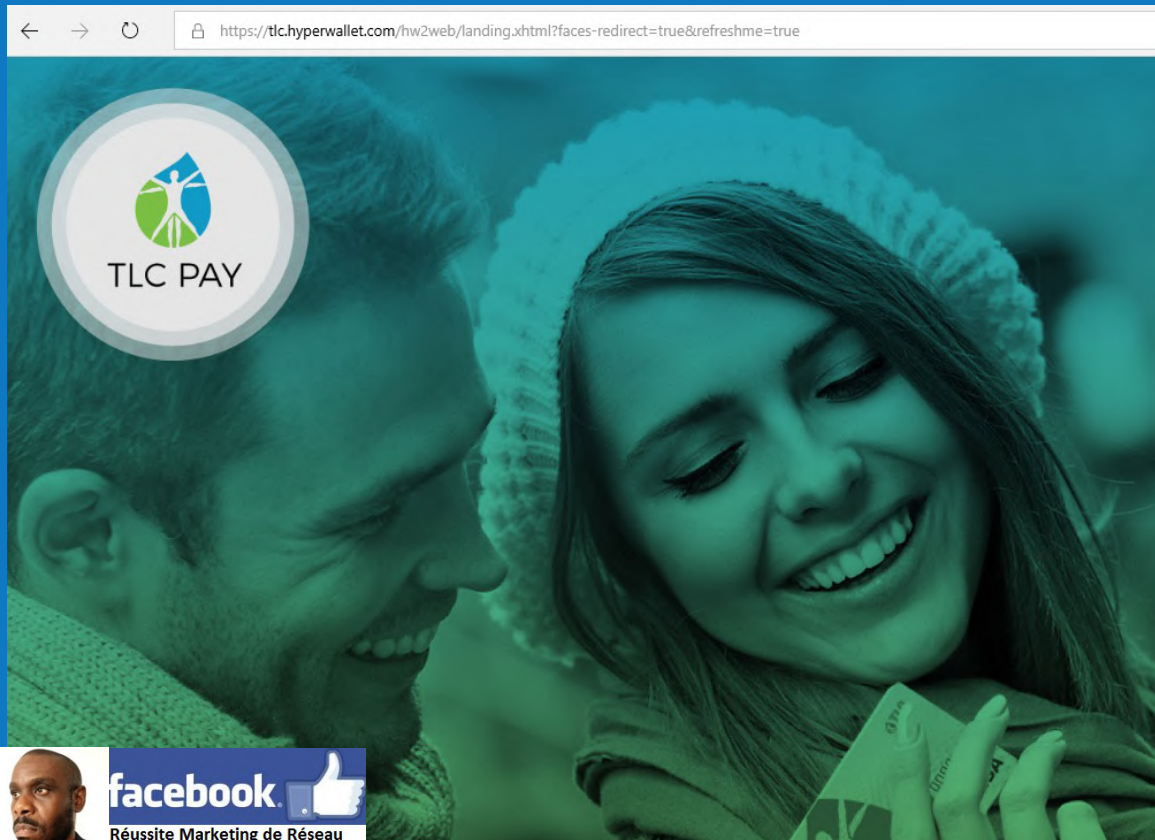 https://tlc.hyperwallet.com/hw2web/landing.xhtml?faces-redirect=true&refreshme=true
TLC PAY
facebook.
Réussite Marketing de Réseau